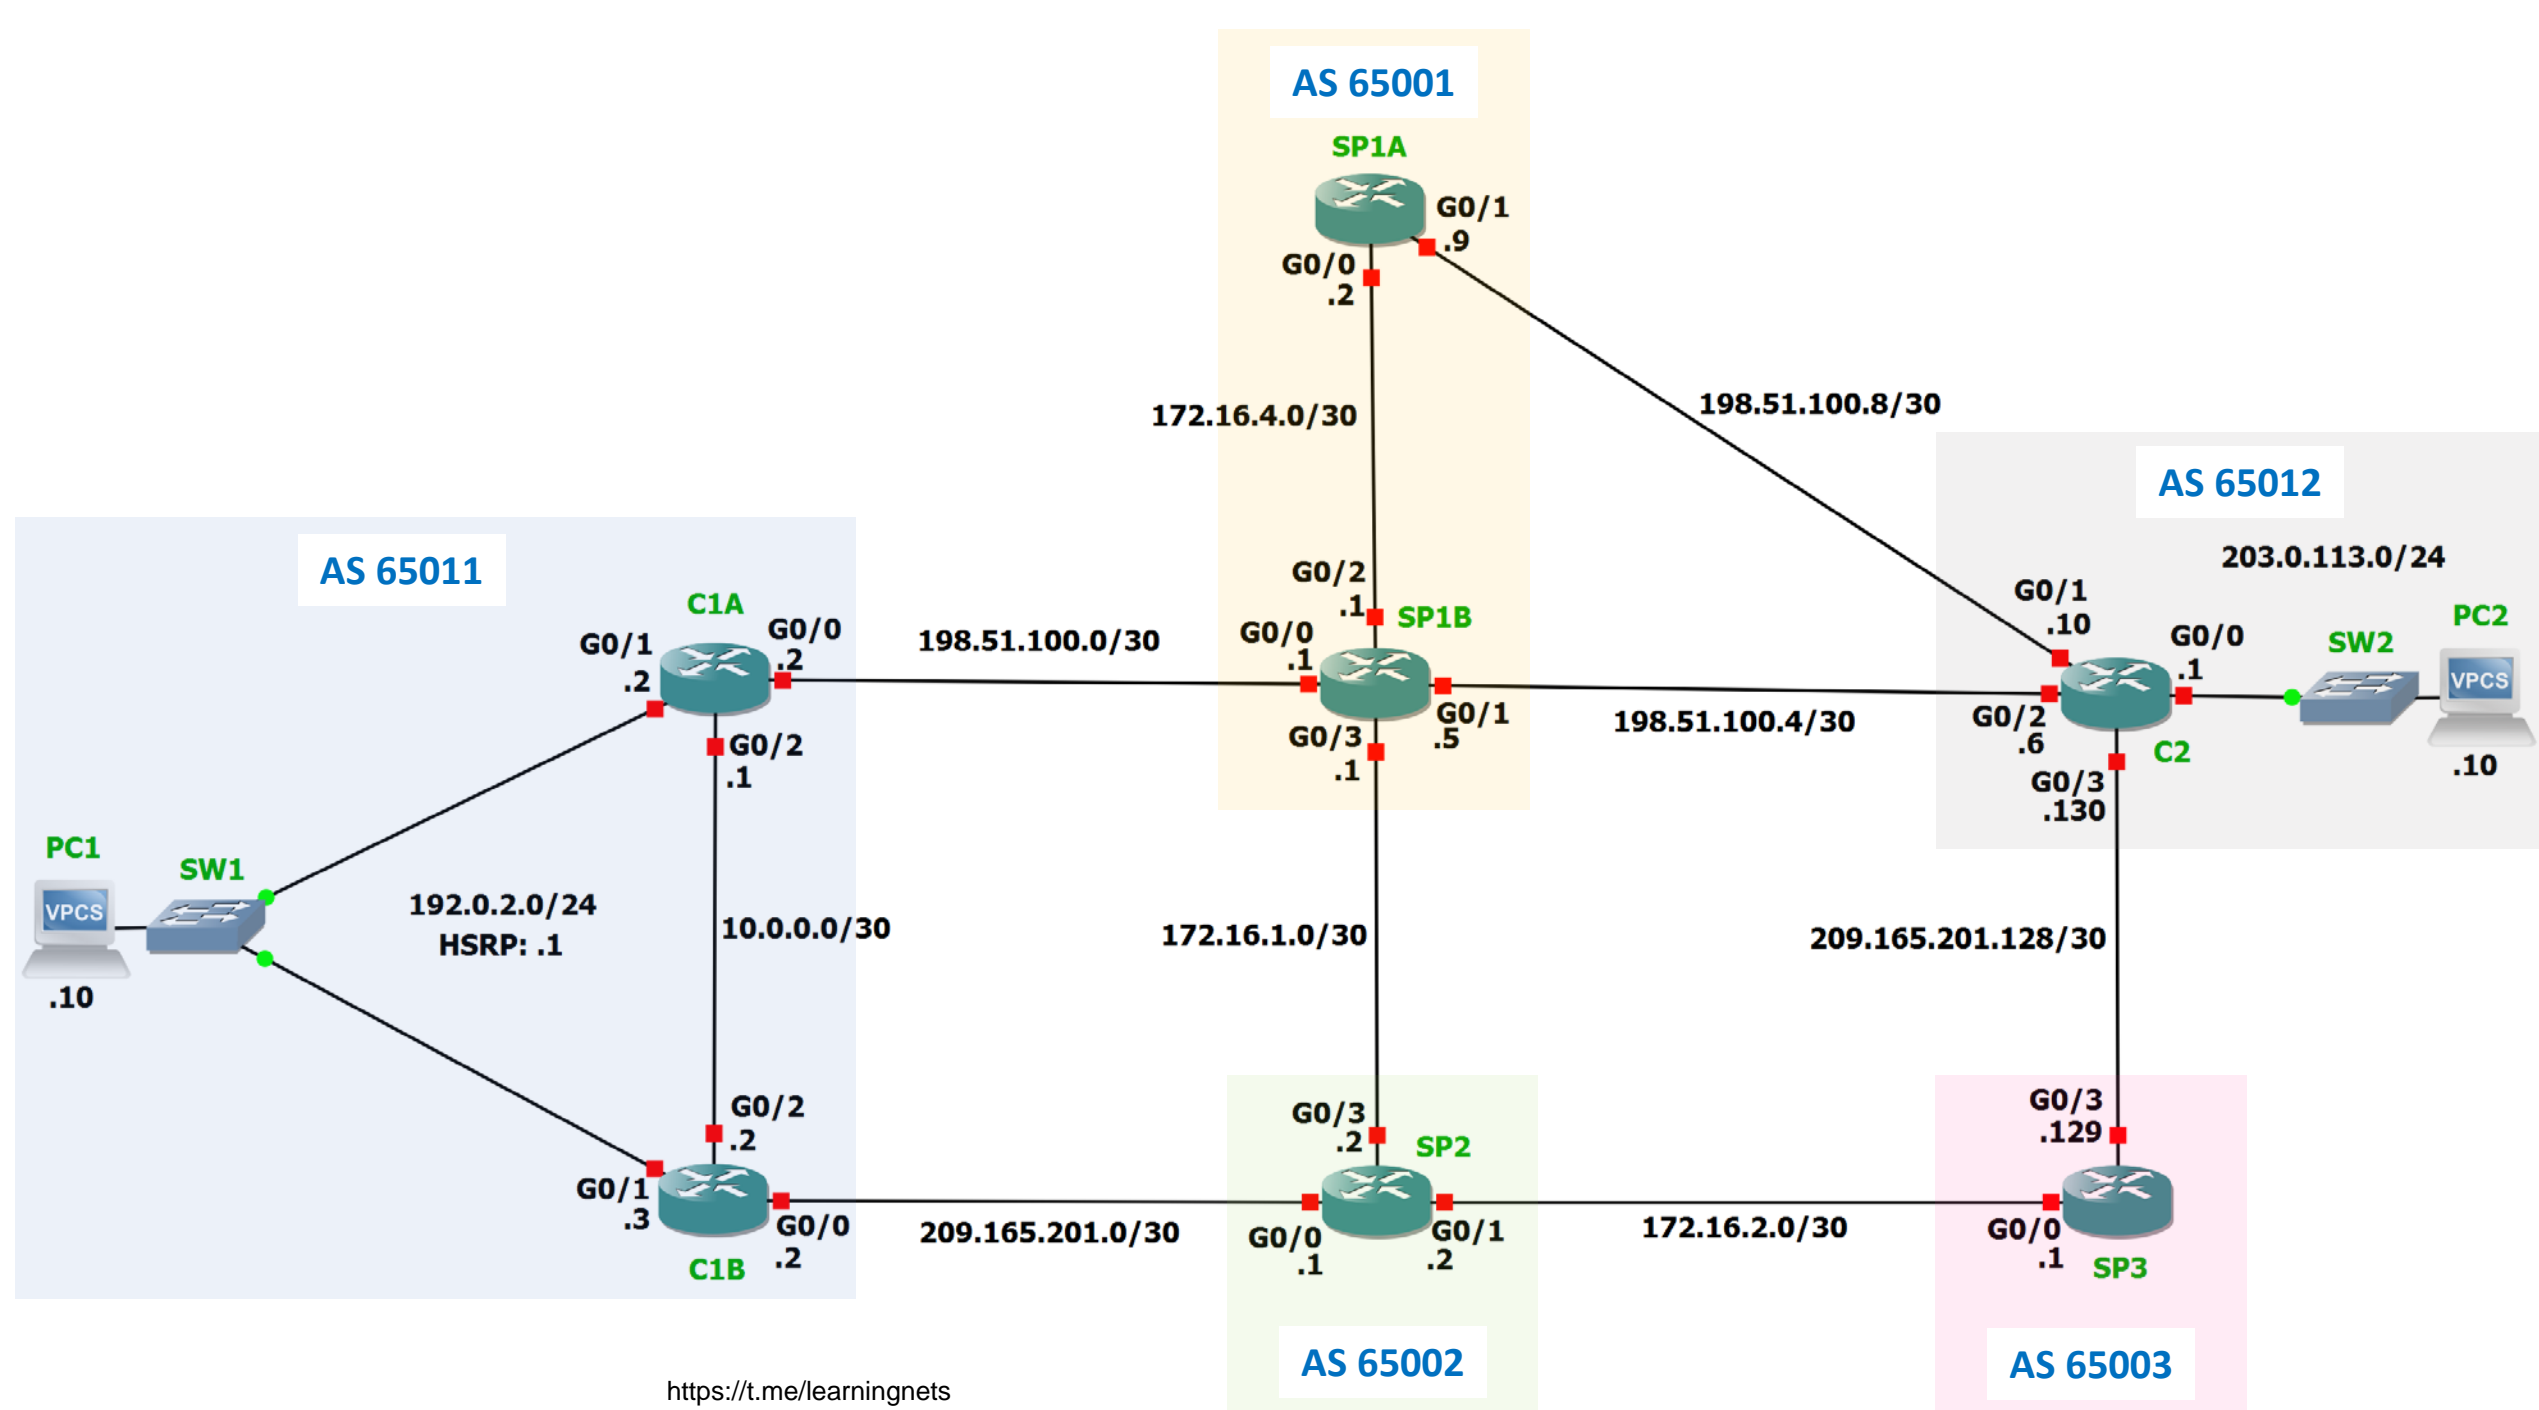 AS 65001
SP1A
G0/1
.9
G0/0
.2
172.16.4.0/30
198.51.100.8/30
AS 65012
203.0.113.0/24
AS 65011
C1A
G0/1
.2
G0/0
.2
198.51.100.0/30
G0/2
.1
SP1B
G0/0
.1
G0/1
.5
G0/3
.1
198.51.100.4/30
G0/1
.10
G0/0
.1
SW2
PC2
VPCS
.10
G0/2
.6
C2
G0/3
.130
G0/2
.1
PC1
VPCS
.10
SW1
192.0.2.0/24
HSRP: .1
10.0.0.0/30
172.16.1.0/30
209.165.201.128/30
G0/2
.2
G0/1
.3
G0/0
.2
C1B
209.165.201.0/30
G0/3
.2
SP2
G0/0
.1
G0/1
.2
172.16.2.0/30
G0/3
.129
G0/0
.1
SP3
AS 65002
AS 65003
https://t.me/learningnets